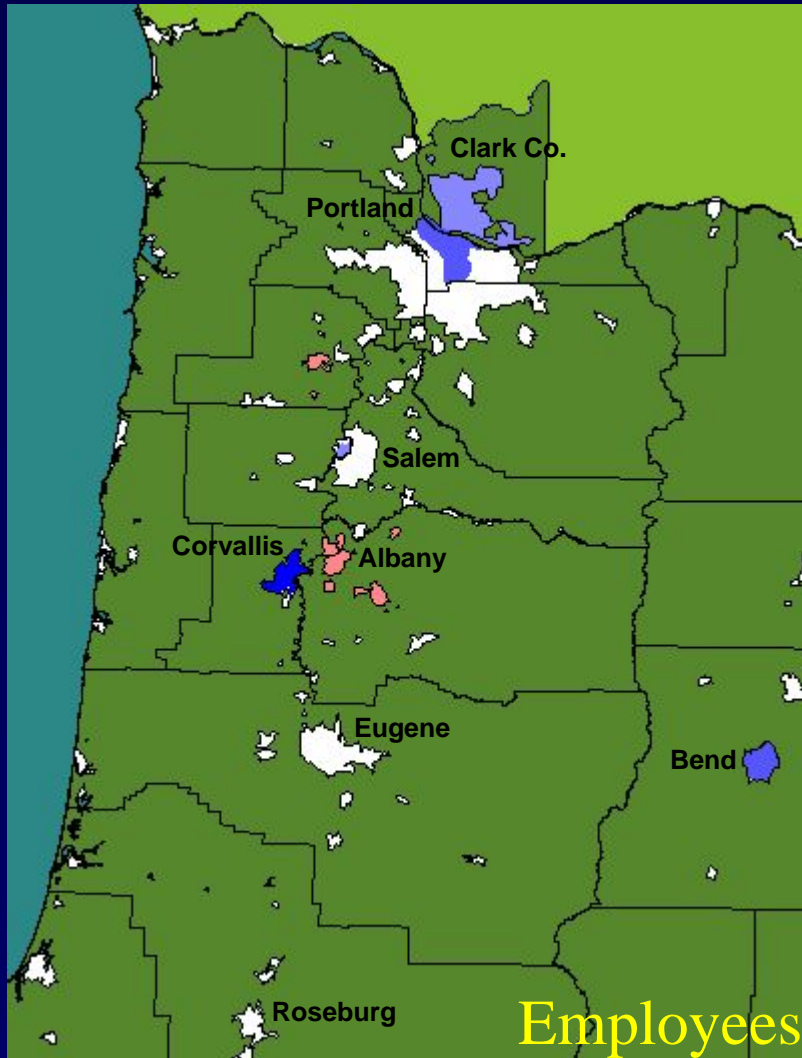 Clark Co.
Portland
Salem
Corvallis
Albany
Eugene
Bend
Roseburg
Employees